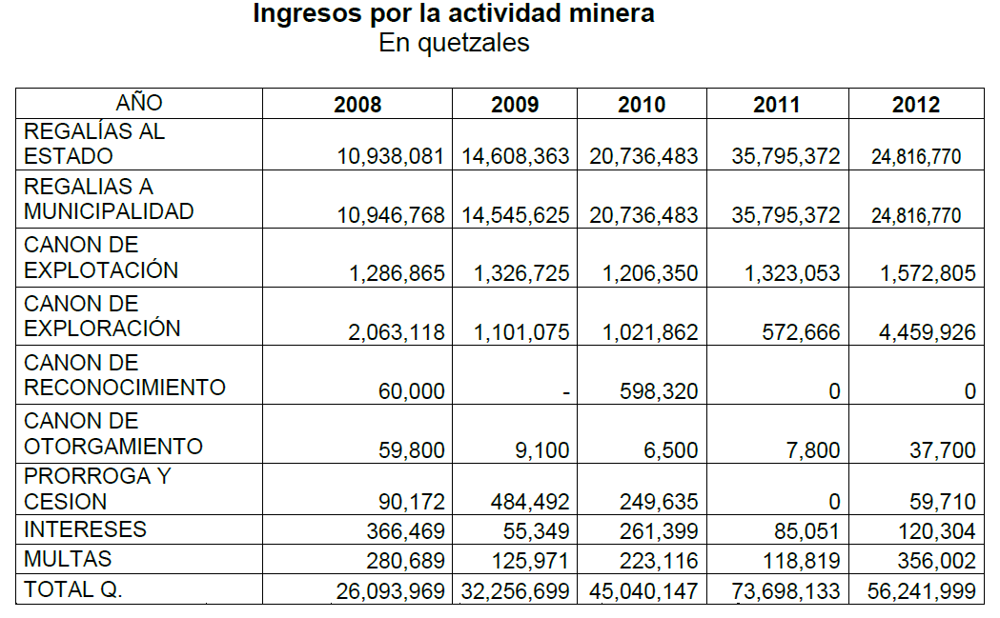 Ingresos por la actividad minera
En quetzales
AÑO 2008 2009 2010 2011 2012
REGALÍAS AL
ESTADO 10,938,081 14,608,363 20,736,483 35,795,372 24,816,770
REGALIAS A
MUNICIPALIDAD 10,946,768 14,545,625 20,736,483 35,795,372 24,816,770
CANON DE
EXPLOTACIÓN 1,286,865 1,326,725 1,206,350 1,323,053 1,572,805
CANON DE
EXPLORACIÓN 2,063,118 1,101,075 1,021,862 572,666 4,459,926
CANON DE
RECONOCIMIENTO 60,000 - 598,320 0 0
CANON DE
OTORGAMIENTO 59,800 9,100 6,500 7,800 37,700
PRORROGA Y
CESION 90,172 484,492 249,635 0 59,710
INTERESES 366,469 55,349 261,399 85,051 120,304
MULTAS 280,689 125,971 223,116 118,819 356,002
TOTAL Q. 26,093,969 32,256,699 45,040,147 73,698,133 56,241,999